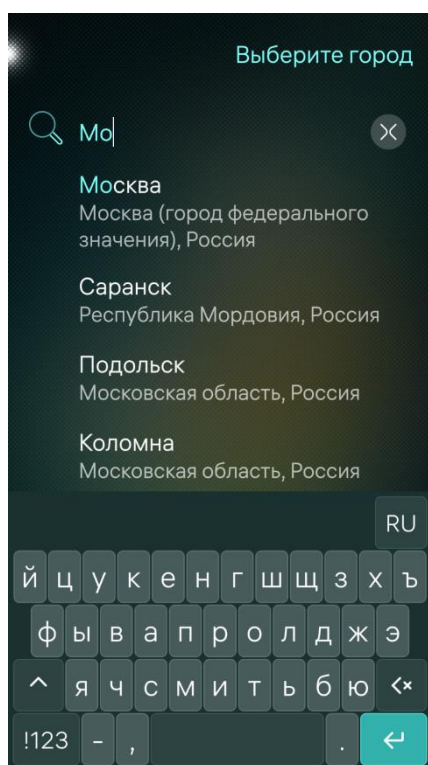 Выберите город
Мо
Москва
Москва (город федерального
значения), Россия
Саранск
Республика Мордовия, Россия
Подольск
Московская область, Россия
Коломна
Московская область, Россия
RU
й ц у к е н г ш щ з х ъ
ф ы в а п р о л д ж э
я ч с м и т ь б ю
!123 - , .